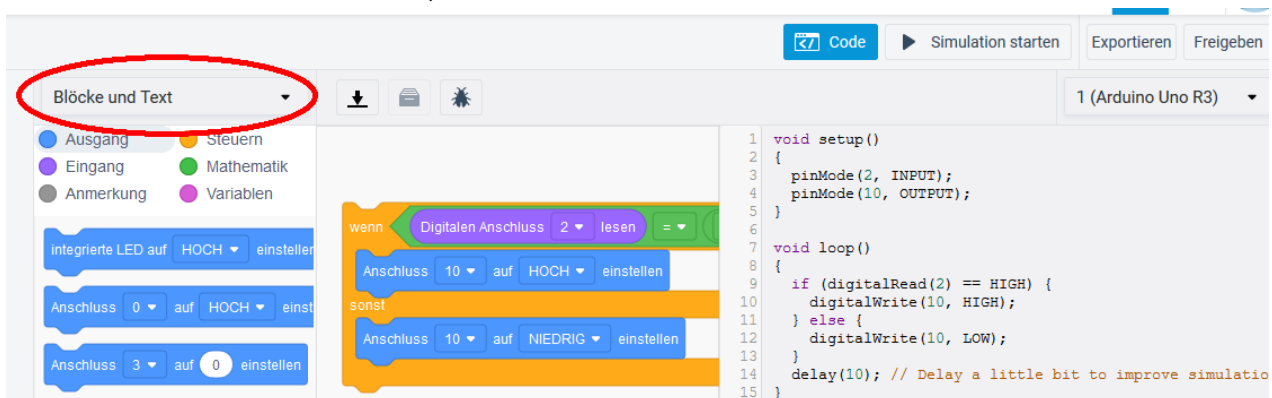 Code
Simulation starten
Exportieren
Freigeben
Blöcke und Text
1 (Arduino Uno R3)
Ausgang
Steuern
Eingang
Mathematik
Anmerkung
Variablen
integrierte LED auf HOCH einsteller
Anschluss 0 auf HOCH einst
Anschluss 3 auf 0 einstellen
wenn Digitalen Anschluss 2 lesen =
Anschluss 10 auf HOCH einstellen
sonst
Anschluss 10 auf NIEDRIG einstellen
1 void setup()
2 {
3 pinMode(2, INPUT);
4 pinMode(10, OUTPUT);
5 }
6
7 void loop()
8 {
9 if (digitalRead(2) == HIGH) {
10 digitalWrite(10, HIGH);
11 } else {
12 digitalWrite(10, LOW);
13 }
14 delay(10); // Delay a little bit to improve simulatio
15 }